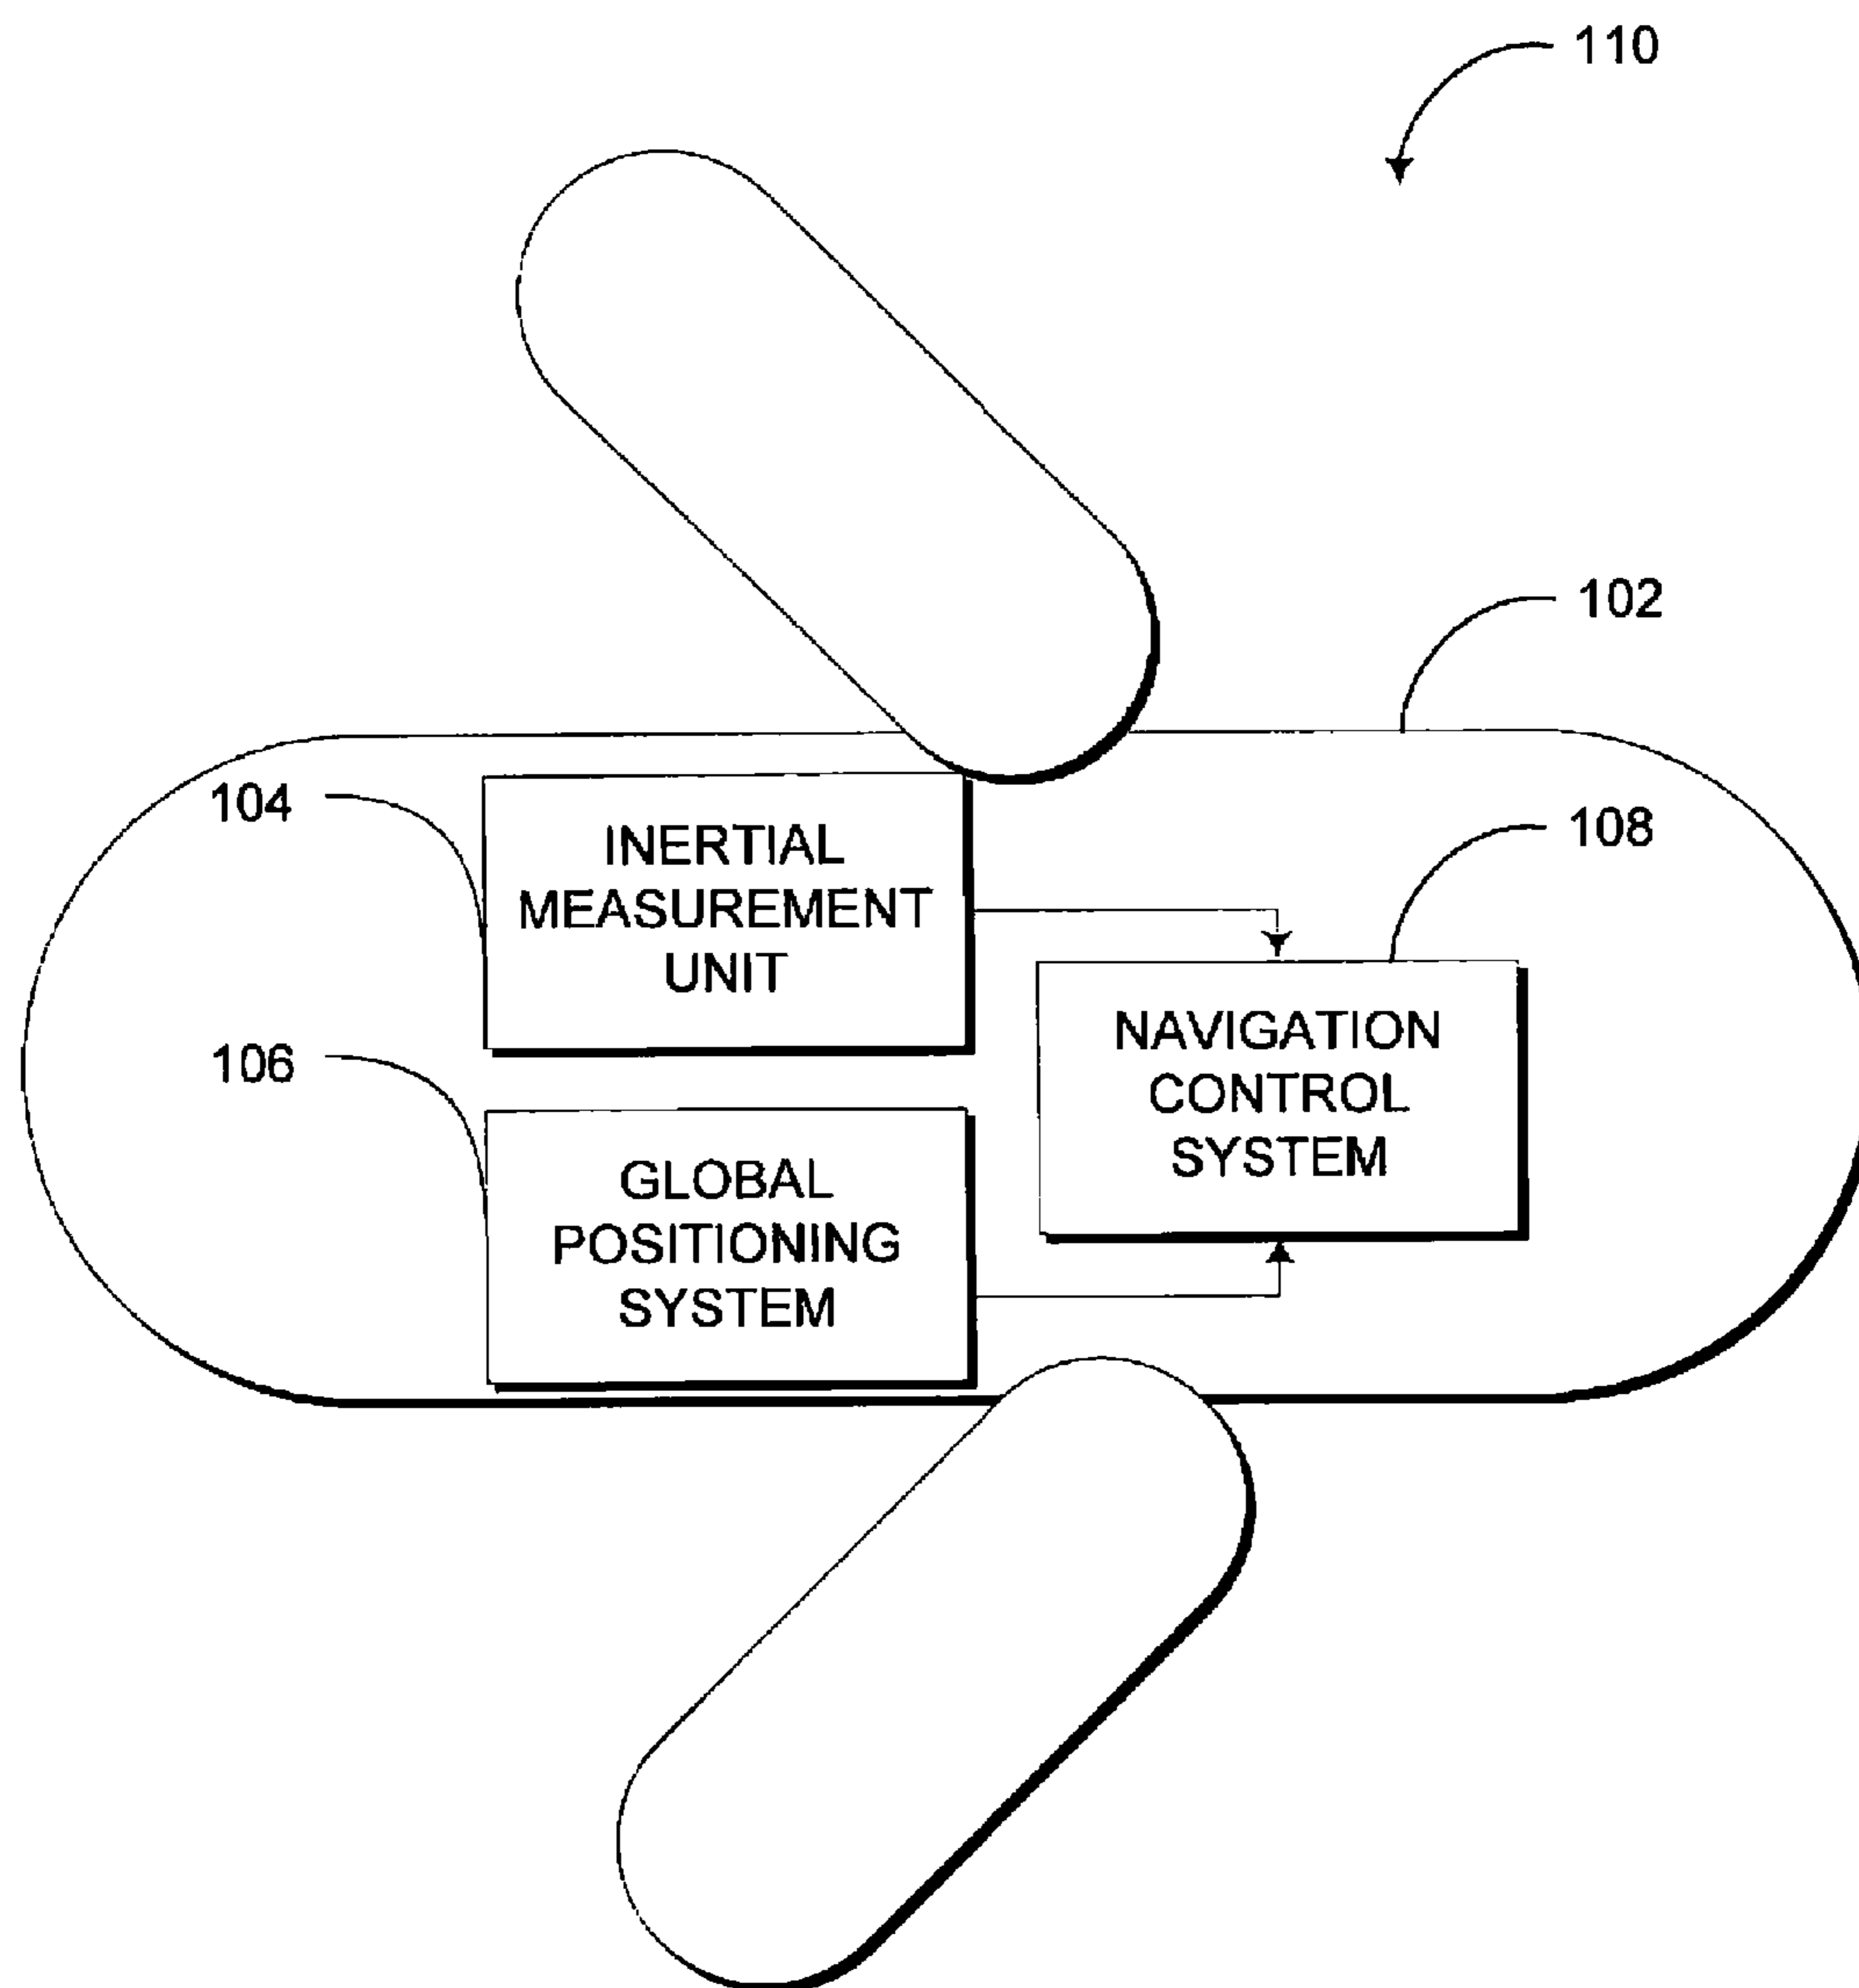 110
102
104
INERTIAL
MEASUREMENT
UNIT
108
106
NAVIGATION
CONTROL
SYSTEM
GLOBAL
POSITIONING
SYSTEM